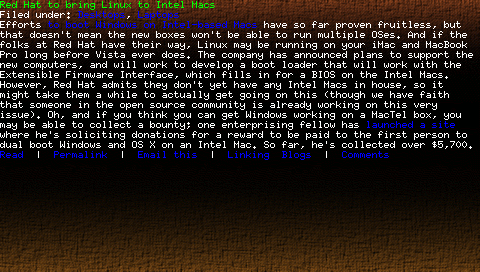 Red Hat to bring Linux to Intel Macs
Filed under:
Efforts have so far proven fruitless, but
that doesn't mean the new boxes won't be able to run multiple OSes. And if the
folks at Red Hat have their way, Linux may be running on your iMac and MacBook
Pro long before Vista ever does. The company has announced plans to support the
new computers, and will work to develop a boot loader that will work with the
Extensible Firmware Interface, which fills in for a BIOS on the Intel Macs.
However, Red Hat admits they don't yet have any Intel Macs in house, so it
might take them a while to actually get going on this (though we have faith
that someone in the open source community is already working on this very
issue). Oh, and if you think you can get Windows working on a MacTel box, you
may be able to collect a bounty; one enterprising fellow has launched a site
where he's soliciting donations for a reward to be paid to the first person to
dual boot Windows and OS X on an Intel Mac. So far, he's collected over $5,700.
Read | Permalink | Email this | Linking Blogs | Comments